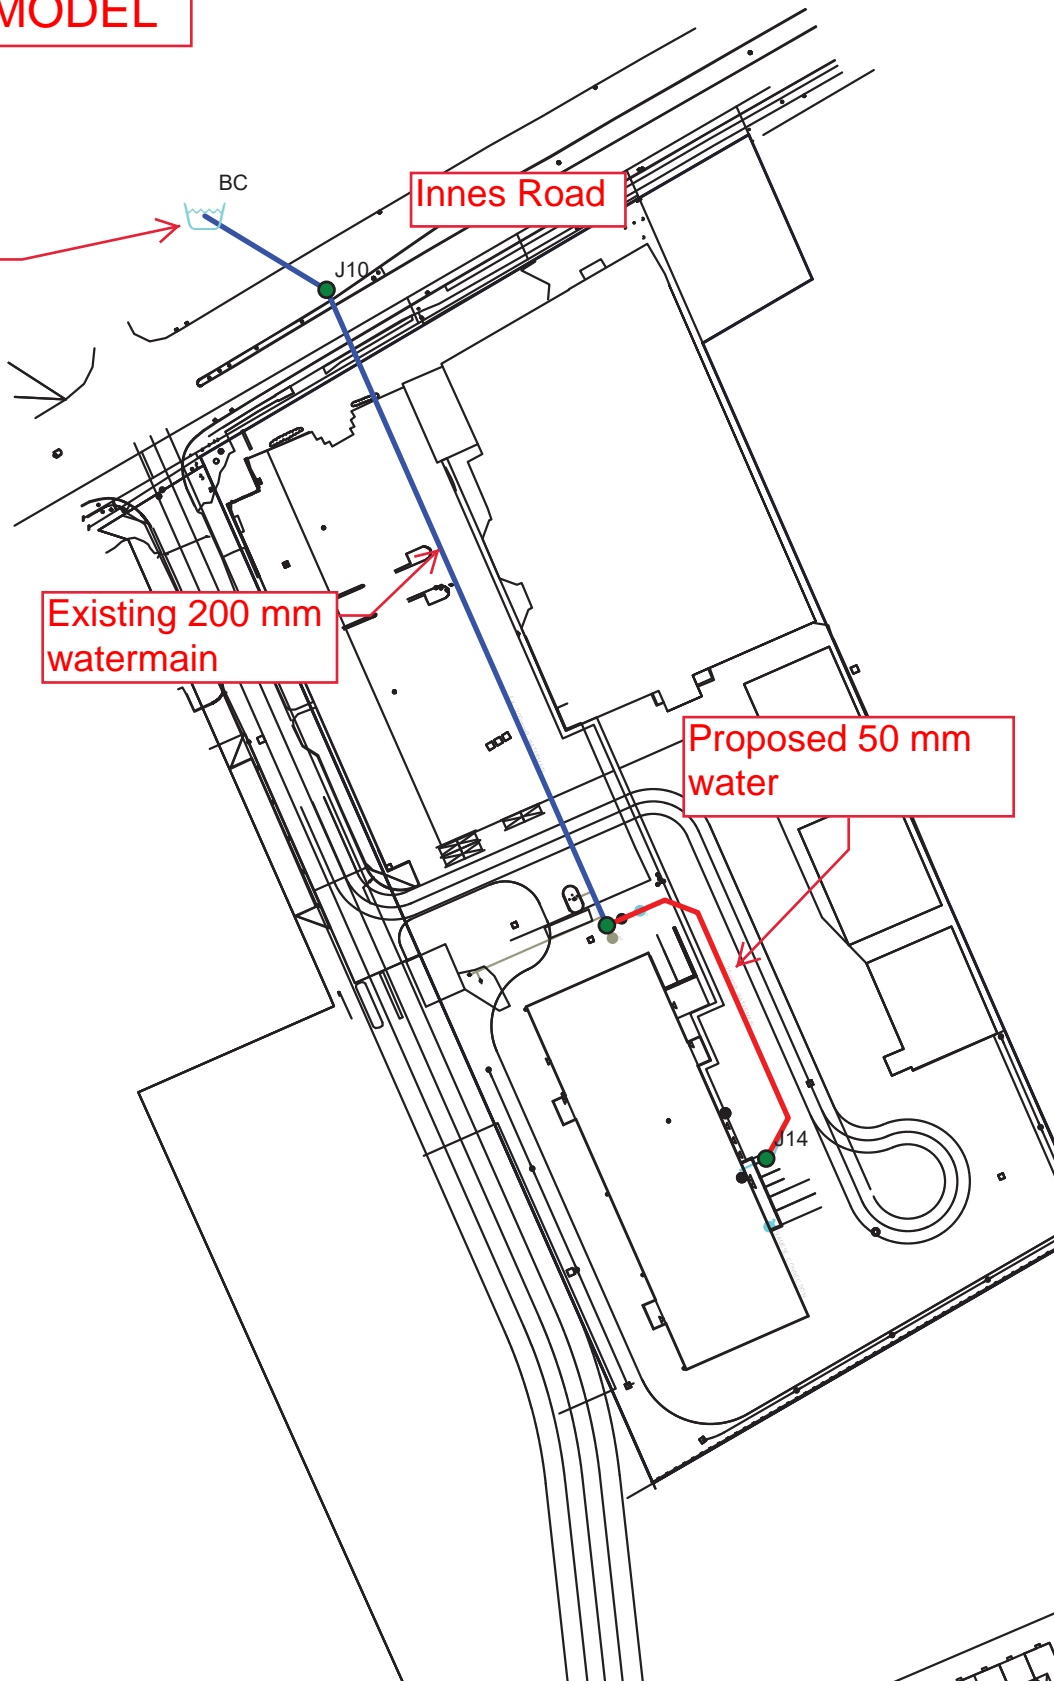 MODEL
BC
Innes Road
J10
Existing 200 mm
watermain
Proposed 50 mm
water
J14